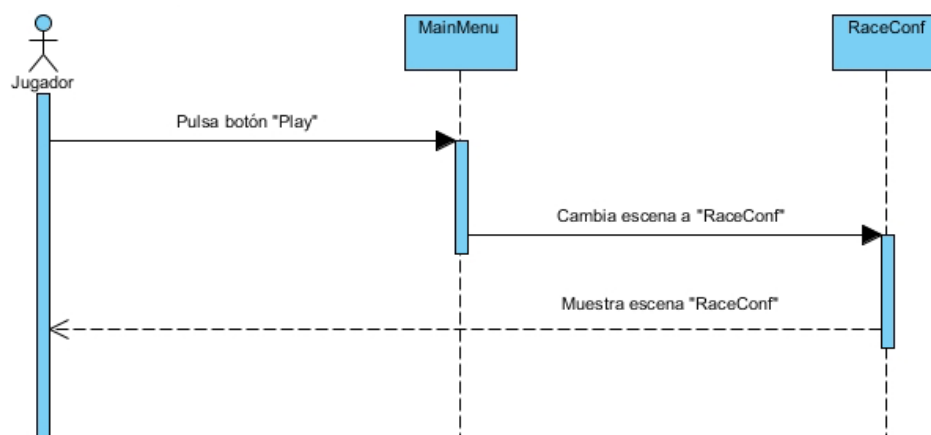 MainMenu
RaceConf
Jugador
Pulsa botón "Play"
Cambia escena a "RaceConf"
Muestra escena "RaceConf"